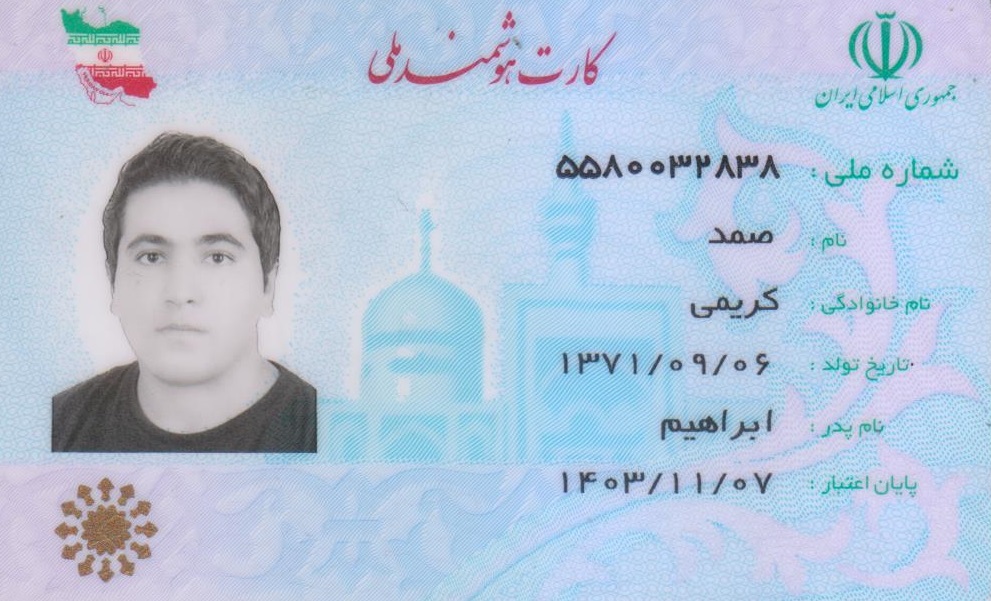 کارت هوشمند ملی
جمهوری اسلامی ایران
شماره ملی : ۵۵۸۰۰۳۲۸۳۸
نام : صمد
نام خانوادگی : کریمی
تاریخ تولد : ۱۳۷۱/۰۹/۰۶
نام پدر : ابراهیم
پایان اعتبار : ۱۴۰۳/۱۱/۰۷